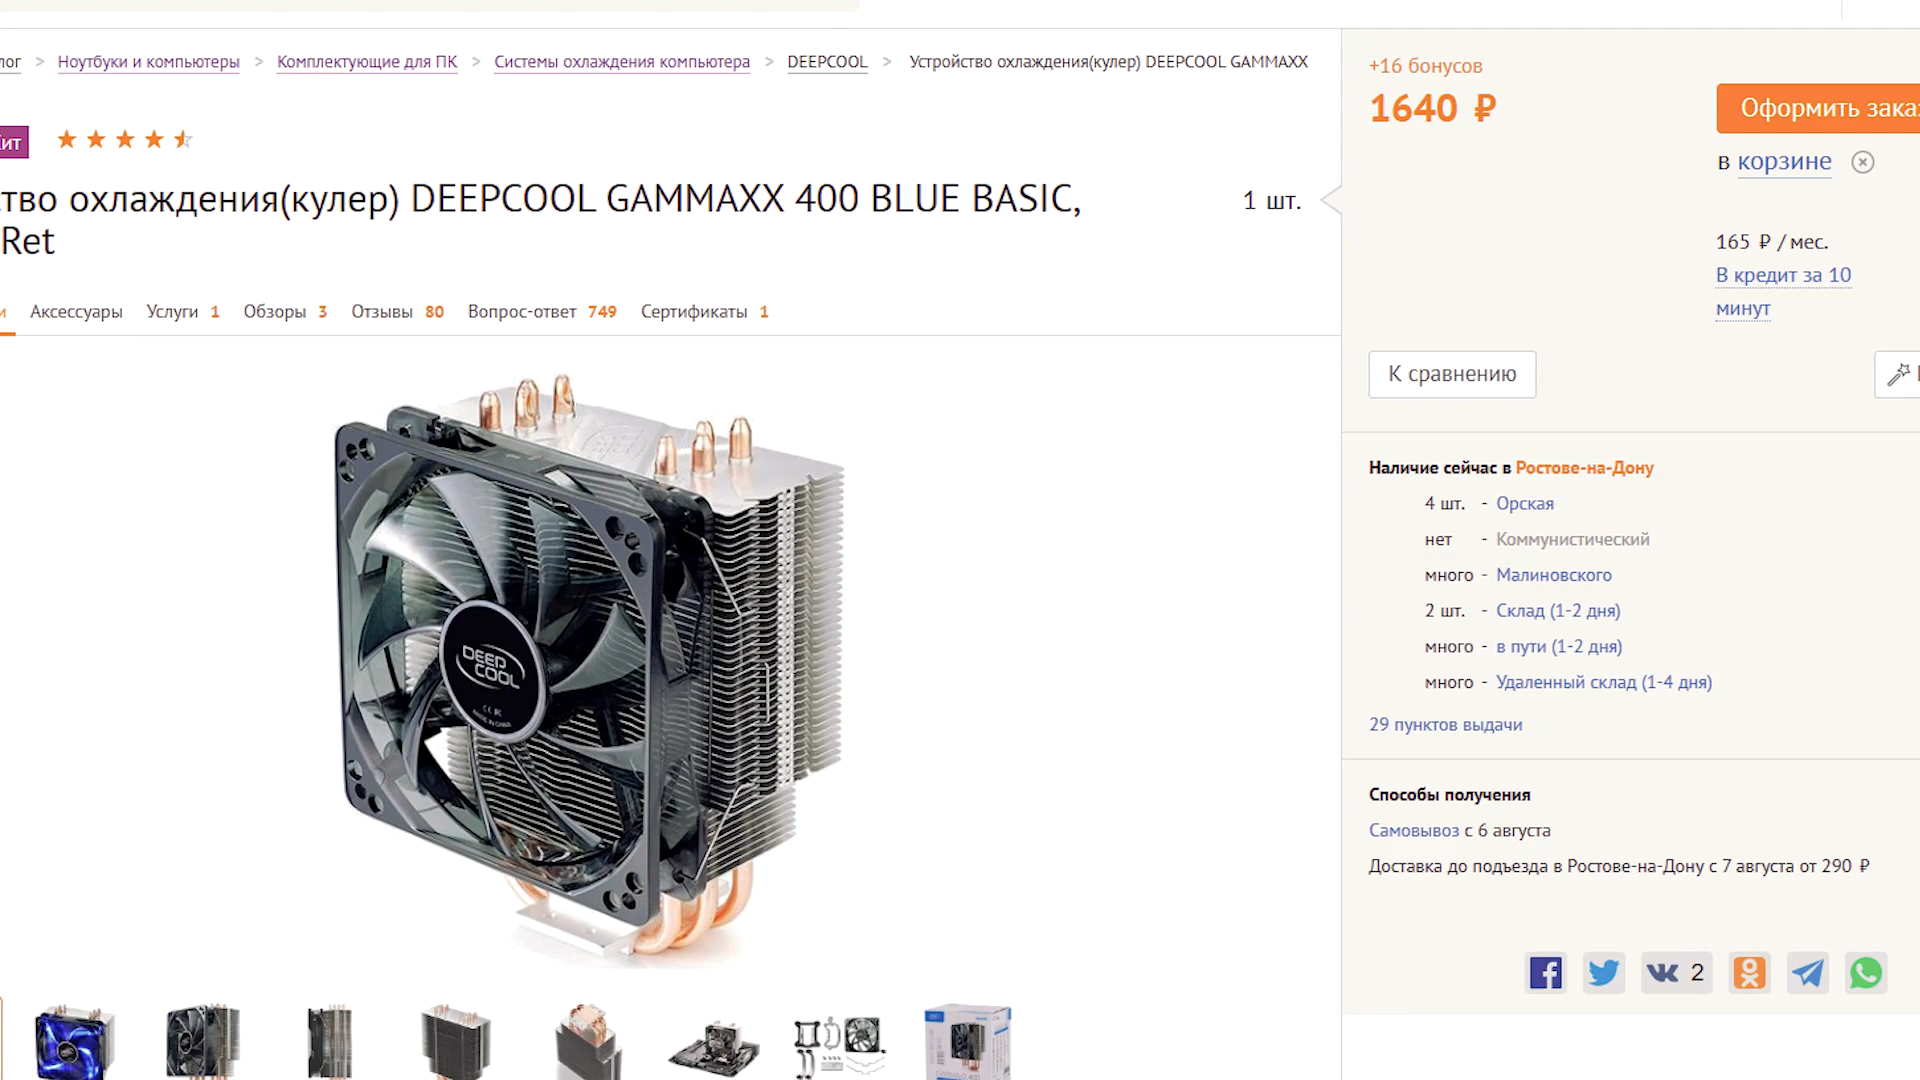 лог > Ноутбуки и компьютеры > Комплектующие для ПК > Системы охлаждения компьютера > DEEPCOOL > Устройство охлаждения(кулер) DEEPCOOL GAMMAXX
ит
тво охлаждения(кулер) DEEPCOOL GAMMAXX 400 BLUE BASIC,
Ret
1 шт.
и Аксессуары Услуги 1 Обзоры 3 Отзывы 80 Вопрос-ответ 749 Сертификаты 1
DEEP
COOL
MADE IN CHINA
+16 бонусов
1640 ₽
Оформить зака
в корзине
165 ₽ / мес.
В кредит за 10
минут
К сравнению
Наличие сейчас в Ростове-на-Дону
4 шт. - Орская
нет - Коммунистический
много - Малиновского
2 шт. - Склад (1-2 дня)
много - в пути (1-2 дня)
много - Удаленный склад (1-4 дня)
29 пунктов выдачи
Способы получения
Самовывоз с 6 августа
Доставка до подъезда в Ростове-на-Дону с 7 августа от 290 ₽
2